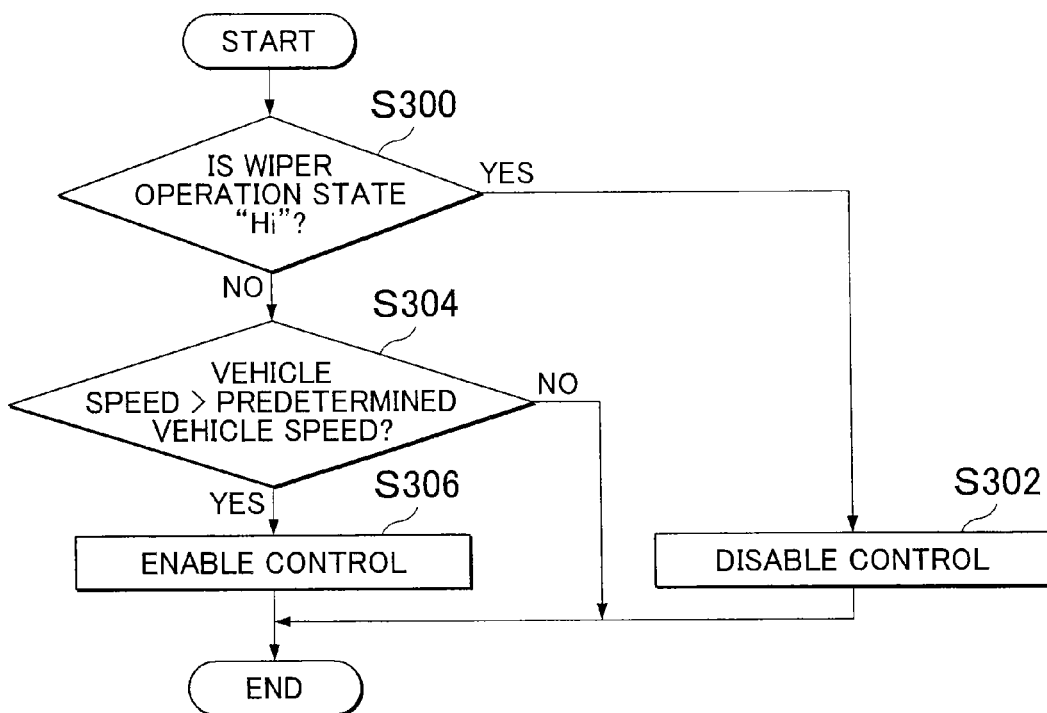 START
S300
IS WIPER
OPERATION STATE
“Hi”?
YES
NO
S304
VEHICLE
SPEED > PREDETERMINED
VEHICLE SPEED?
NO
YES
S306
ENABLE CONTROL
S302
DISABLE CONTROL
END